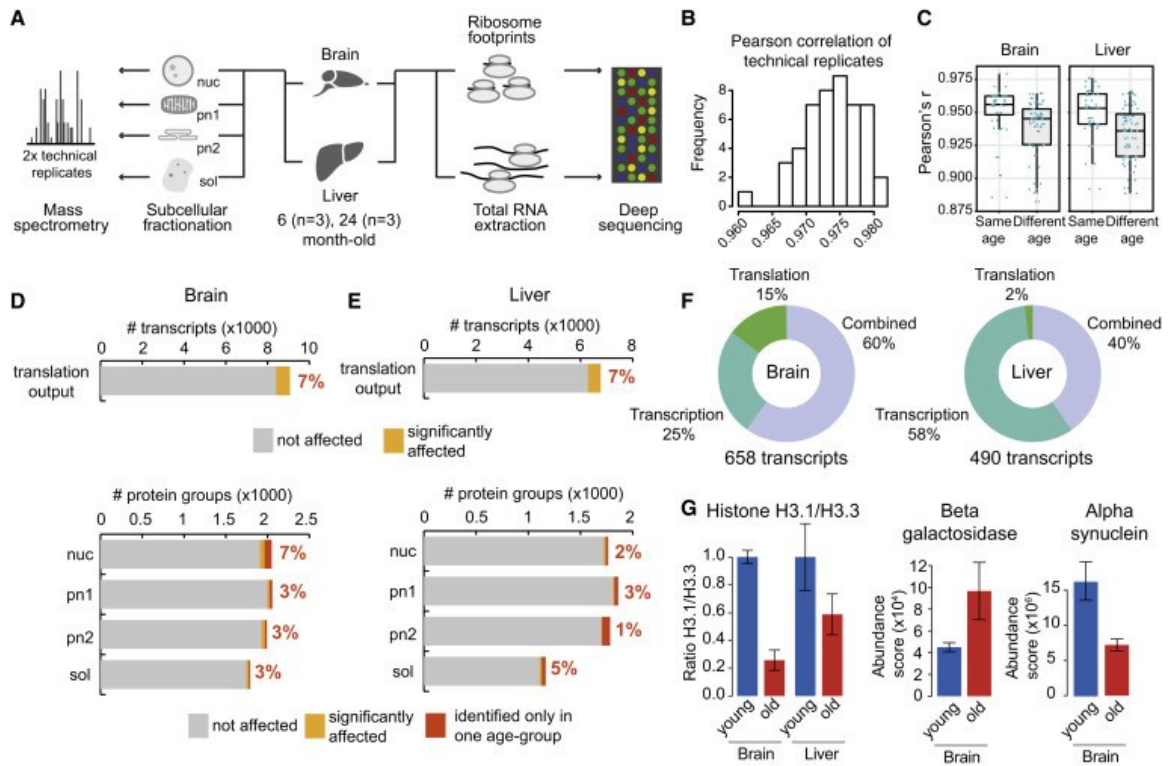 A
Brain
Liver
6 (n=3), 24 (n=3)
month-old
nuc
pn1
pn2
sol
2x technical
replicates
Mass
spectrometry
Subcellular
fractionation
Ribosome
footprints
Total RNA
extraction
Deep
sequencing
B
Pearson correlation of
technical replicates
Frequency
8
6
4
2
0
0.960
0.965
0.970
0.975
0.980
C
Brain
Liver
Pearson's r
0.975
0.950
0.925
0.900
0.875
Same
age
Different
age
Same
age
Different
age
D
Brain
# transcripts (x1000)
0 2 4 6 8 10
translation
output
7%
E
Liver
# transcripts (x1000)
0 2 4 6 8
translation
output
7%
not affected
significantly
affected
# protein groups (x1000)
0 0.5 1 1.5 2 2.5
nuc
7%
pn1
3%
pn2
3%
sol
3%
# protein groups (x1000)
0 0.5 1 1.5 2
nuc
2%
pn1
3%
pn2
1%
sol
5%
not affected
significantly
affected
identified only in
one age-group
F
Translation
15%
Combined
60%
Brain
Transcription
25%
658 transcripts
Translation
2%
Combined
40%
Liver
Transcription
58%
490 transcripts
G
Histone H3.1/H3.3
Ratio H3.1/H3.3
1.0
0.8
0.6
0.4
0.2
0.0
young
old
young
old
Brain
Liver
Beta
galactosidase
Abundance
score (x10⁴)
12
10
8
6
4
2
0
young
old
Brain
Alpha
synuclein
Abundance
score (x10⁶)
15
10
5
0
young
old
Brain